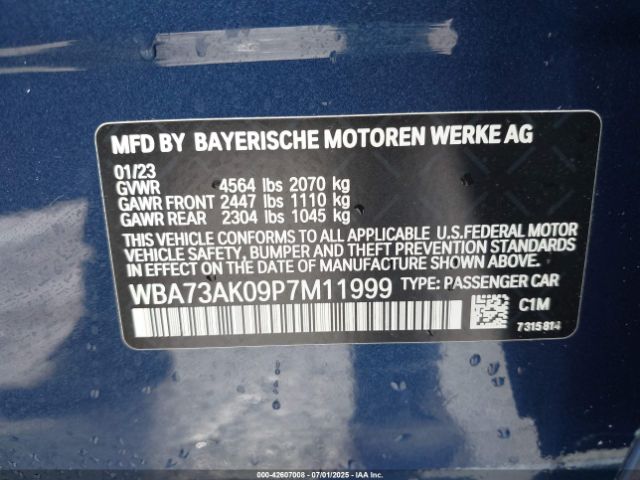 MFD BY BAYERISCHE MOTOREN WERKE AG
01/23
GVWR 4564 lbs 2070 kg
GAWR FRONT 2447 lbs 1110 kg
GAWR REAR 2304 lbs 1045 kg
THIS VEHICLE CONFORMS TO ALL APPLICABLE U.S.FEDERAL MOTOR
VEHICLE SAFETY, BUMPER AND THEFT PREVENTION STANDARDS
IN EFFECT ON THE DATE OF MANUFACTURE SHOWN ABOVE.
WBA73AK09P7M11999 TYPE: PASSENGER CAR
C1M
7315814
000-42607008 - 07/01/2025 - IAA Inc.